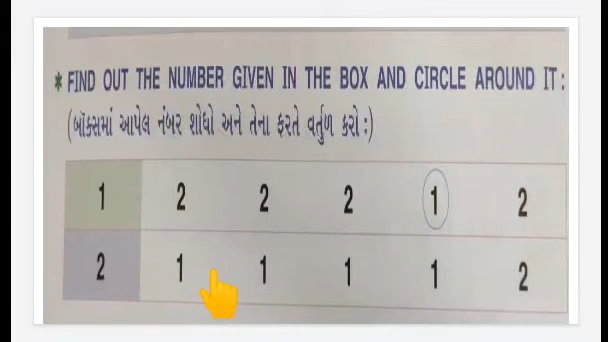 * FIND OUT THE NUMBER GIVEN IN THE BOX AND CIRCLE AROUND IT :
(બૉક્સમાં આપેલ નંબર શોધો અને તેના ફરતે વર્તુળ કરો :)
1 2 2 2 1 2
2 1 1 1 1 2